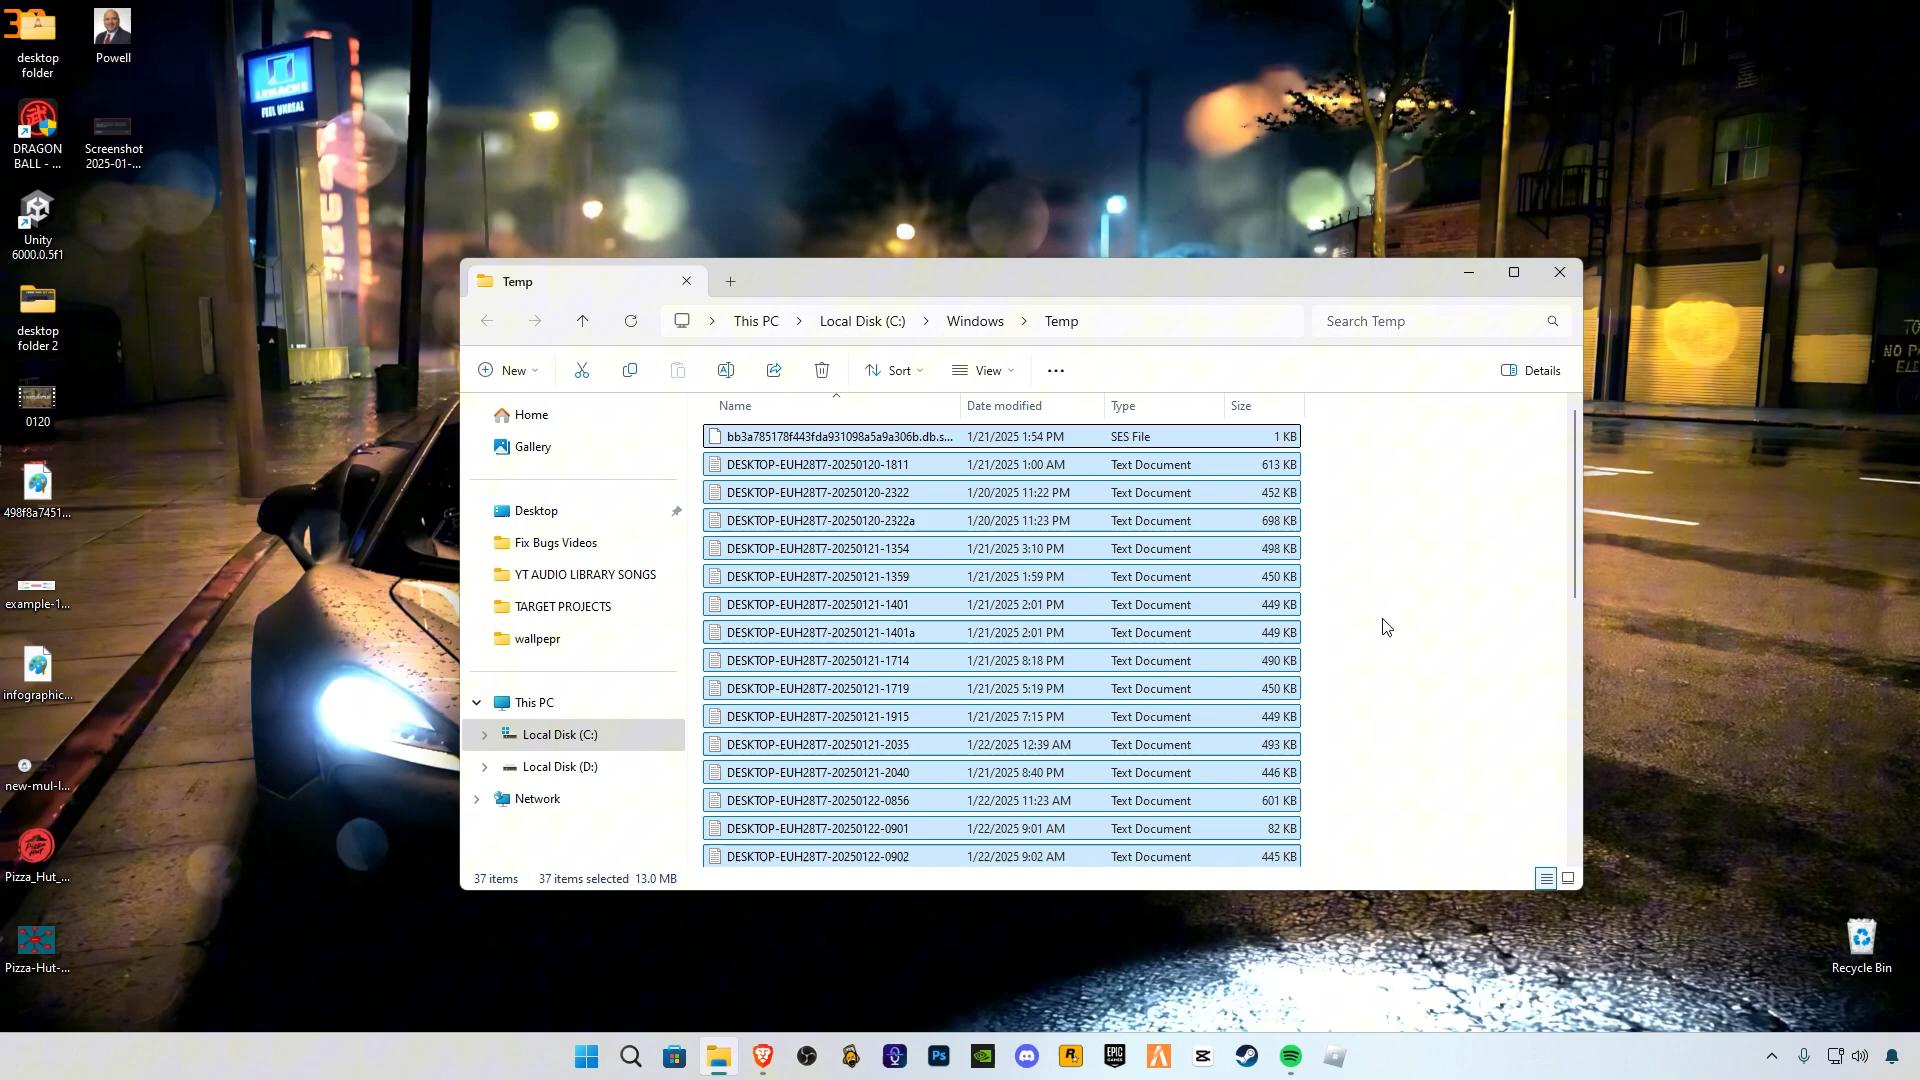 desktop folder
Powell
DRAGON BALL - ...
Screenshot 2025-01-...
Unity 6000.0.5f1
desktop folder 2
0120
498f8a7451...
example-1...
infographic...
new-mul-l...
Pizza_Hut_...
Pizza-Hut-...
FEEL UNREAL
NO PA
Temp
This PC > Local Disk (C:) > Windows > Temp
Search Temp
New
Sort
View
Details
Home
Gallery
Desktop
Fix Bugs Videos
YT AUDIO LIBRARY SONGS
TARGET PROJECTS
wallpepr
This PC
Local Disk (C:)
Local Disk (D:)
Network
Name Date modified Type Size
bb3a785178f443fda931098a5a9a306b.db.s... 1/21/2025 1:54 PM SES File 1 KB
DESKTOP-EUH28T7-20250120-1811 1/21/2025 1:00 AM Text Document 613 KB
DESKTOP-EUH28T7-20250120-2322 1/20/2025 11:22 PM Text Document 452 KB
DESKTOP-EUH28T7-20250120-2322a 1/20/2025 11:23 PM Text Document 698 KB
DESKTOP-EUH28T7-20250121-1354 1/21/2025 3:10 PM Text Document 498 KB
DESKTOP-EUH28T7-20250121-1359 1/21/2025 1:59 PM Text Document 450 KB
DESKTOP-EUH28T7-20250121-1401 1/21/2025 2:01 PM Text Document 449 KB
DESKTOP-EUH28T7-20250121-1401a 1/21/2025 2:01 PM Text Document 449 KB
DESKTOP-EUH28T7-20250121-1714 1/21/2025 8:18 PM Text Document 490 KB
DESKTOP-EUH28T7-20250121-1719 1/21/2025 5:19 PM Text Document 450 KB
DESKTOP-EUH28T7-20250121-1915 1/21/2025 7:15 PM Text Document 449 KB
DESKTOP-EUH28T7-20250121-2035 1/22/2025 12:39 AM Text Document 493 KB
DESKTOP-EUH28T7-20250121-2040 1/21/2025 8:40 PM Text Document 446 KB
DESKTOP-EUH28T7-20250122-0856 1/22/2025 11:23 AM Text Document 601 KB
DESKTOP-EUH28T7-20250122-0901 1/22/2025 9:01 AM Text Document 82 KB
DESKTOP-EUH28T7-20250122-0902 1/22/2025 9:02 AM Text Document 445 KB
37 items 37 items selected 13.0 MB
Recycle Bin
Ps
EPIC GAMES